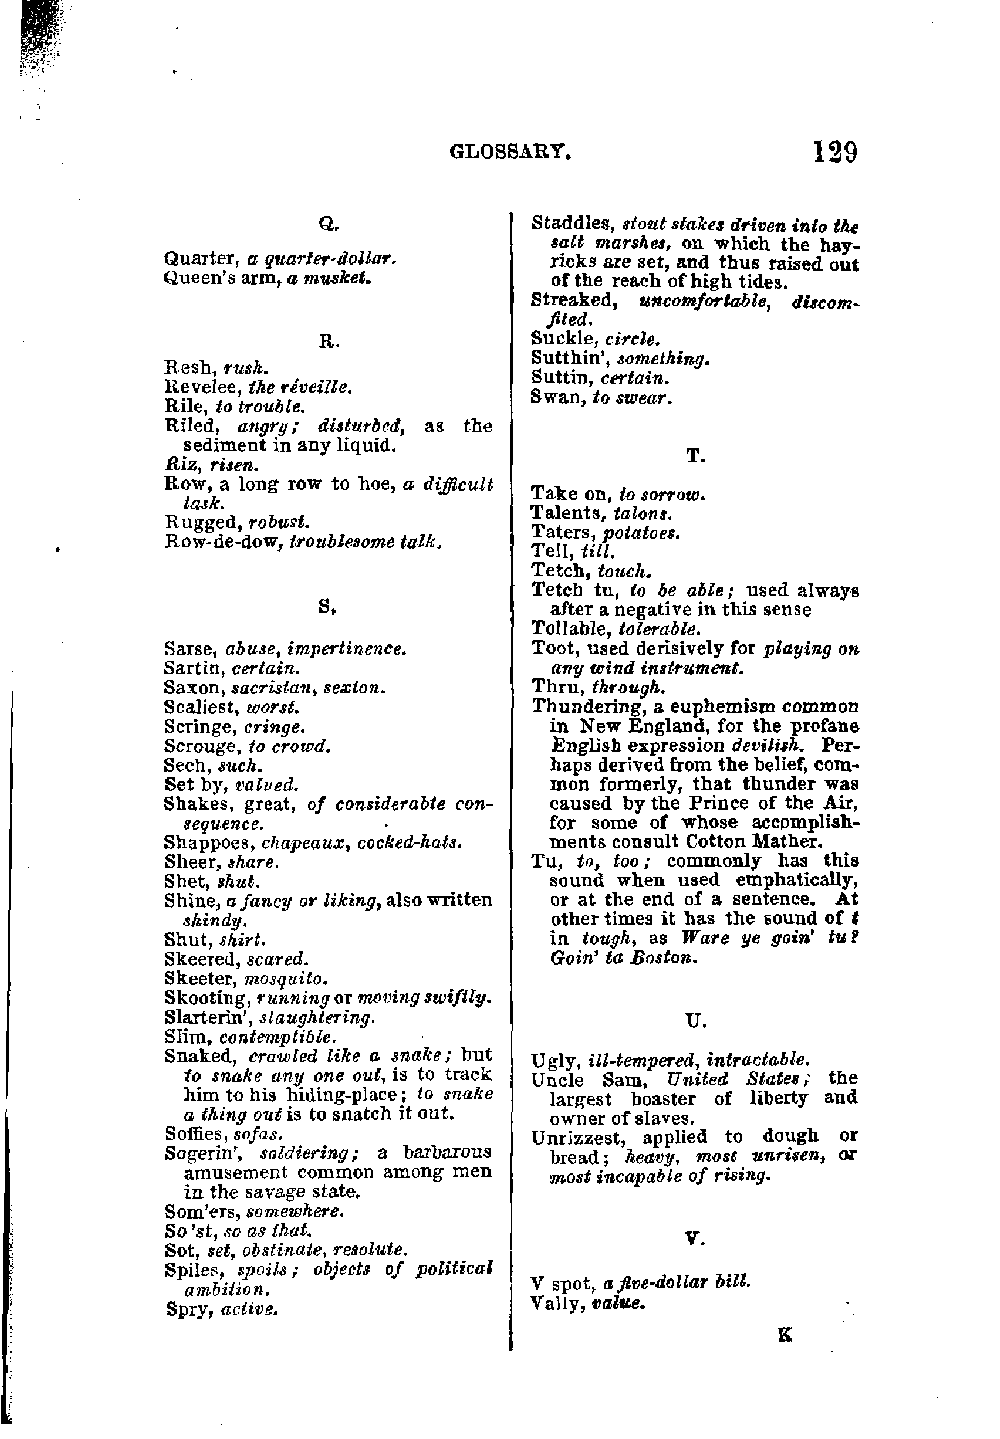 GLOSSARY. 129
Q.
Quarter, a quarter-dollar.
Queen's arm, a musket.
R.
Resh, rush.
Revelee, the réveille.
Rile, to trouble.
Riled, angry; disturbed, as the
sediment in any liquid.
Riz, risen.
Row, a long row to hoe, a difficult
task.
Rugged, robust.
Row-de-dow, troublesome talk.
S.
Sarse, abuse, impertinence.
Sartin, certain.
Saxon, sacristan, sexton.
Scaliest, worst.
Scringe, cringe.
Scrouge, to crowd.
Sech, such.
Set by, valued.
Shakes, great, of considerable con-
sequence.
Shappoes, chapeaux, cocked-hats.
Sheer, share.
Shet, shut.
Shine, a fancy or liking, also written
shindy.
Shut, shirt.
Skeered, scared.
Skeeter, mosquito.
Skooting, running or moving swiftly.
Slarterin', slaughtering.
Slim, contemptible.
Snaked, crawled like a snake; but
to snake any one out, is to track
him to his hiding-place; to snake
a thing out is to snatch it out.
Soffies, sofas.
Sogerin', soldiering; a barbarous
amusement common among men
in the savage state.
Som'ers, somewhere.
So'st, so as that.
Sot, set, obstinate, resolute.
Spiles, spoils; objects of political
ambition.
Spry, active.
Staddles, stout stakes driven into the
salt marshes, on which the hay-
ricks are set, and thus raised out
of the reach of high tides.
Streaked, uncomfortable, discom-
fited.
Suckle, circle.
Sutthin', something.
Suttin, certain.
Swan, to swear.
T.
Take on, to sorrow.
Talents, talons.
Taters, potatoes.
Tell, till.
Tetch, touch.
Tetch tu, to be able; used always
after a negative in this sense
Tollable, tolerable.
Toot, used derisively for playing on
any wind instrument.
Thru, through.
Thundering, a euphemism common
in New England, for the profane
English expression devilish. Per-
haps derived from the belief, com-
mon formerly, that thunder was
caused by the Prince of the Air,
for some of whose accomplish-
ments consult Cotton Mather.
Tu, to, too; commonly has this
sound when used emphatically,
or at the end of a sentence. At
other times it has the sound of t
in tough, as Ware ye goin' tu?
Goin' ta Boston.
U.
Ugly, ill-tempered, intractable.
Uncle Sam, United States; the
largest boaster of liberty and
owner of slaves.
Unrizzest, applied to dough or
bread; heavy, most unrisen, or
most incapable of rising.
V.
V spot, a five-dollar bill.
Vally, value.
K